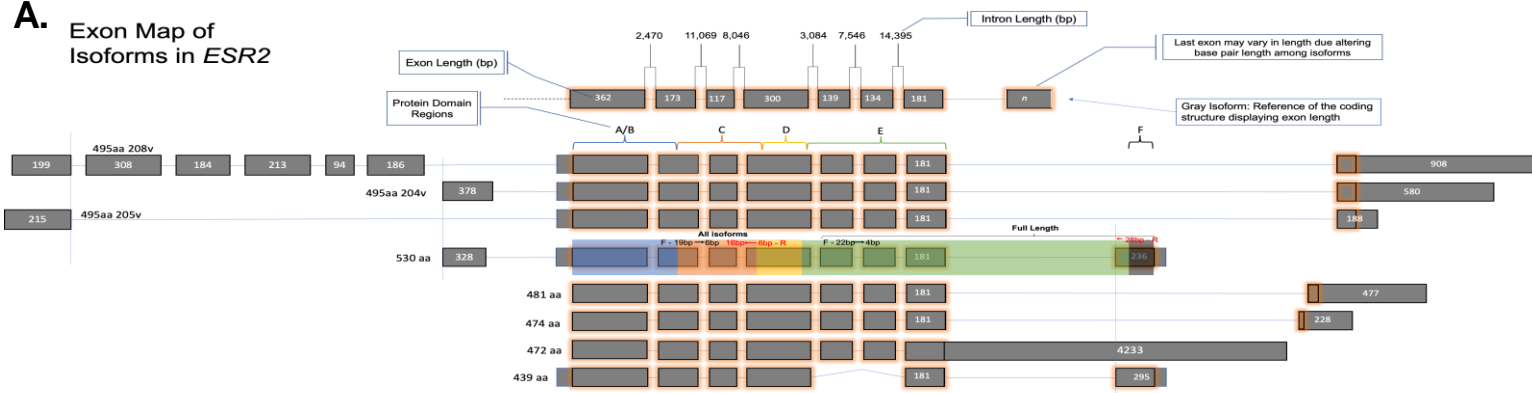 A.
Exon Map of
Isoforms in ESR2
Intron Length (bp)
2,470 11,069 8,046 3,084 7,546 14,395
Exon Length (bp)
Last exon may vary in length due altering
base pair length among isoforms
362 173 117 300 139 134 181 n
Protein Domain
Regions
Gray Isoform: Reference of the coding
structure displaying exon length
A/B C D E F
495aa 208v
199 308 184 213 94 186 181 908
495aa 204v 378 181 580
215 495aa 205v 181 188
All isoforms Full Length
F - 19bp→6bp 16bp← 6bp - R F - 22bp→4bp ← 28bp - R
530 aa 328 181 236
481 aa 181 477
474 aa 181 228
472 aa 4233
439 aa 181 295